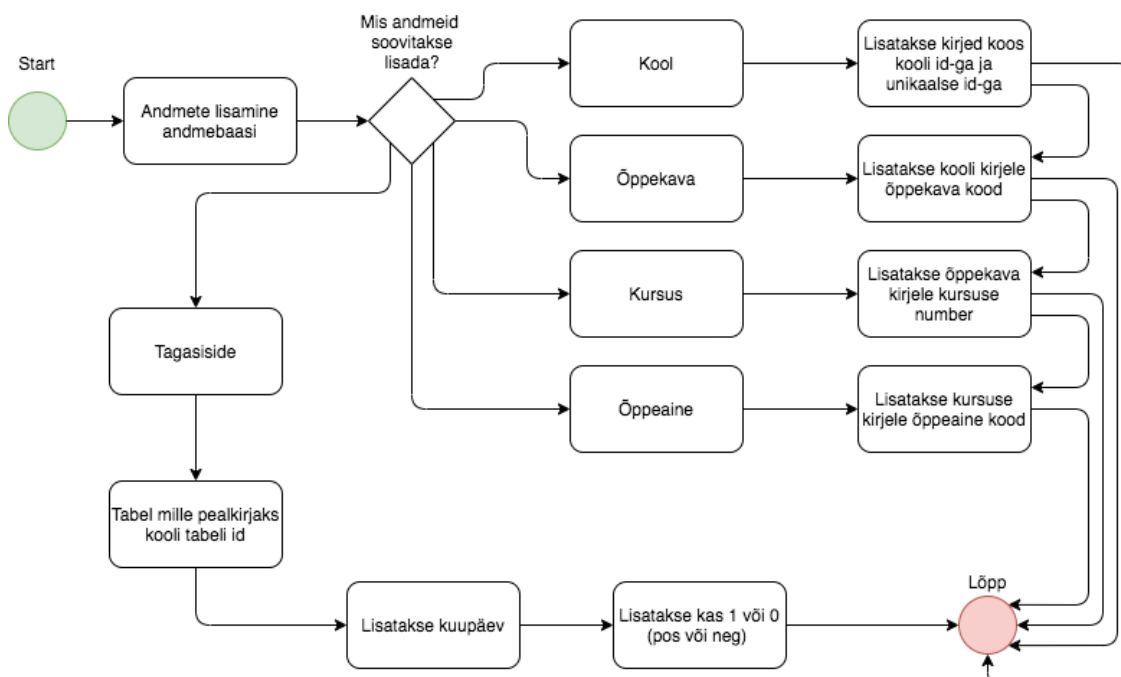 Mis andmeid
soovitakse
lisada?
Start
Andmete lisamine
andmebaasi
Kool
Lisatakse kirjed koos
kooli id-ga ja
unikaalse id-ga
Õppekava
Lisatakse kooli kirjele
õppekava kood
Kursus
Lisatakse õppekava
kirjele kursuse
number
Tagasiside
Õppeaine
Lisatakse kursuse
kirjele õppeaine kood
Tabel mille pealkirjaks
kooli tabeli id
Lisatakse kuupäev
Lisatakse kas 1 või 0
(pos või neg)
Lõpp